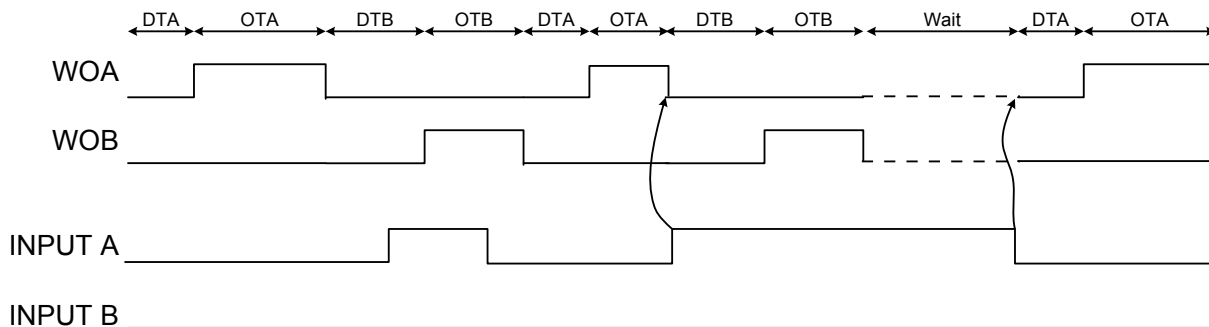 DTA OTA DTB OTB DTA OTA DTB OTB Wait DTA OTA
WOA
WOB
INPUT A
INPUT B